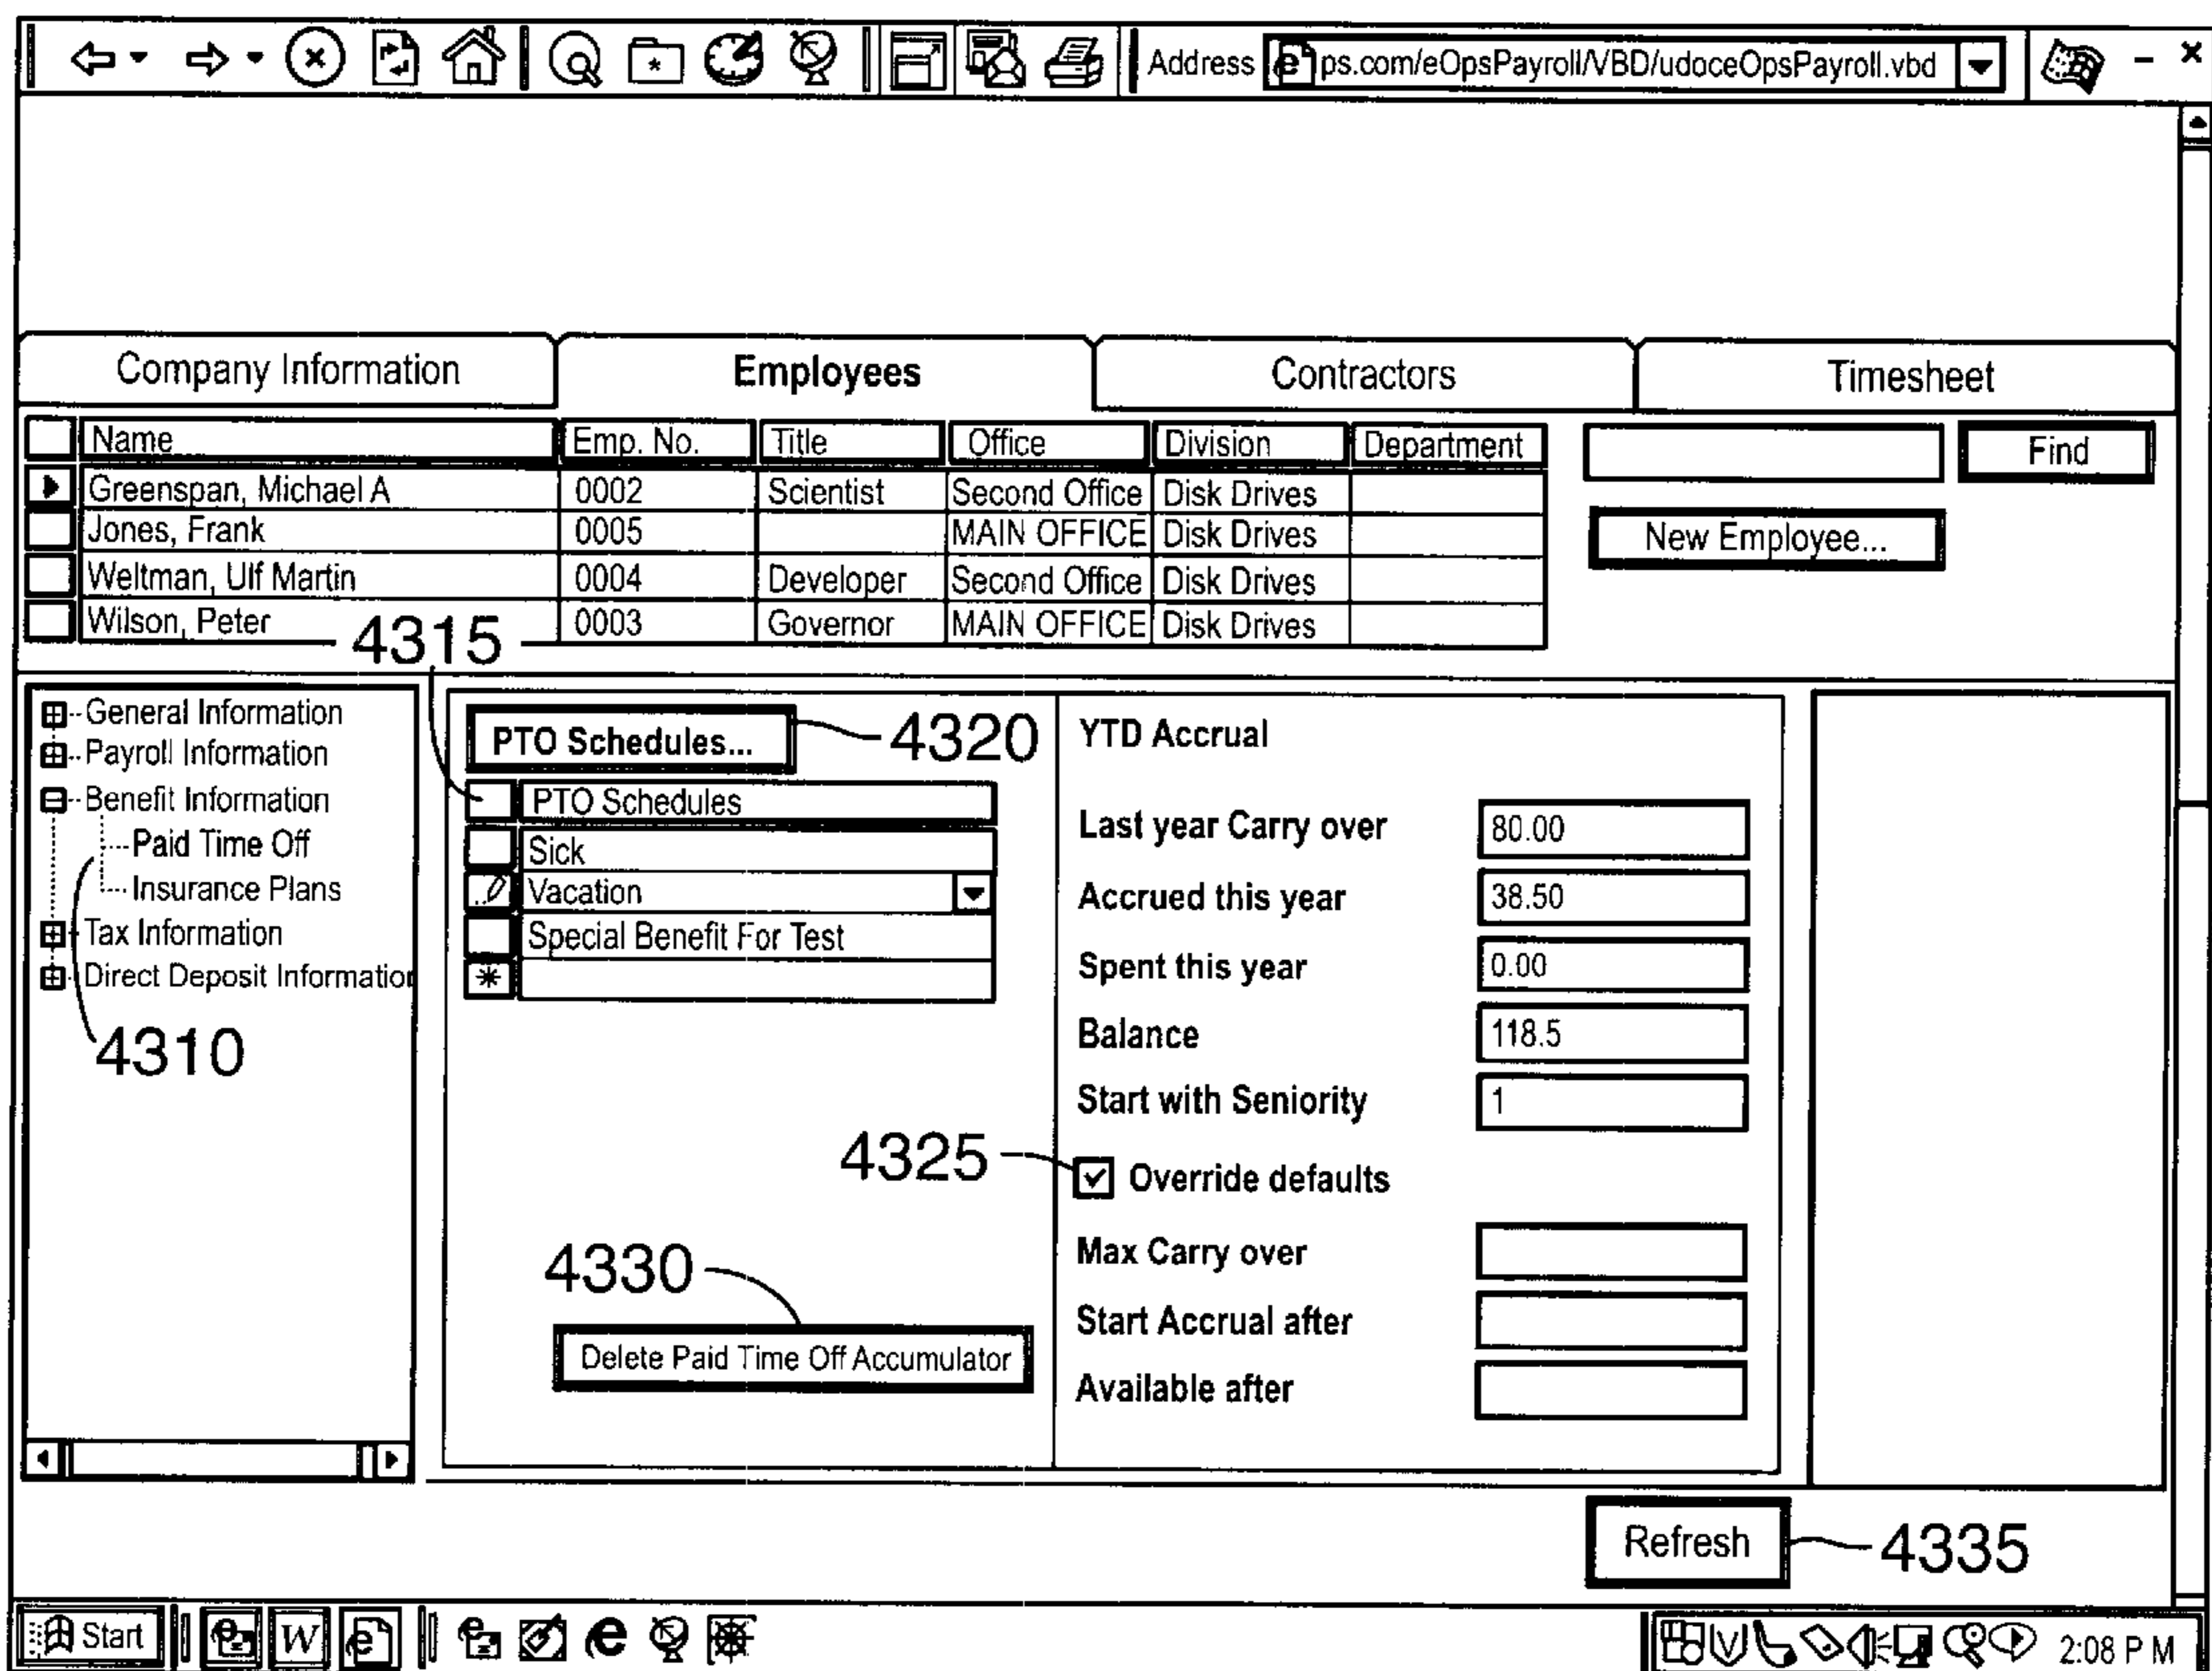 Address ps.com/eOpsPayroll/VBD/udoceOpsPayroll.vbd
Company Information Employees Contractors Timesheet
Name Emp. No. Title Office Division Department Find
Greenspan, Michael A 0002 Scientist Second Office Disk Drives
Jones, Frank 0005 MAIN OFFICE Disk Drives New Employee...
Weltman, Ulf Martin 0004 Developer Second Office Disk Drives
Wilson, Peter 0003 Governor MAIN OFFICE Disk Drives
4315
General Information
Payroll Information
Benefit Information
Paid Time Off
Insurance Plans
Tax Information
Direct Deposit Information
4310
PTO Schedules... 4320
PTO Schedules
Sick
Vacation
Special Benefit For Test
*
4330
Delete Paid Time Off Accumulator
YTD Accrual
Last year Carry over 80.00
Accrued this year 38.50
Spent this year 0.00
Balance 118.5
Start with Seniority 1
4325 Override defaults
Max Carry over
Start Accrual after
Available after
Refresh 4335
Start W 2:08 P M